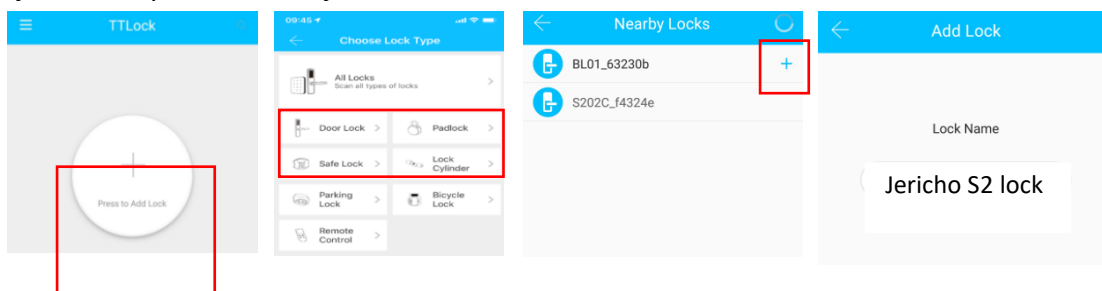 TTLock
Press to Add Lock
09:45
Choose Lock Type
All Locks
Scan all types of locks
Door Lock
Padlock
Safe Lock
Lock
Cylinder
Parking
Lock
Bicycle
Lock
Remote
Control
Nearby Locks
BL01_63230b
S202C_f4324e
Add Lock
Lock Name
Jericho S2 lock